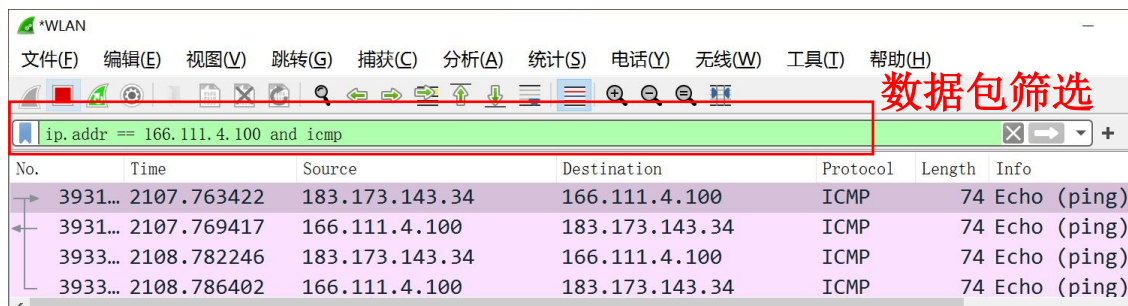 *WLAN
文件(F) 编辑(E) 视图(V) 跳转(G) 捕获(C) 分析(A) 统计(S) 电话(Y) 无线(W) 工具(T) 帮助(H)
数据包筛选
ip.addr == 166.111.4.100 and icmp
No. Time Source Destination Protocol Length Info
3931… 2107.763422 183.173.143.34 166.111.4.100 ICMP 74 Echo (ping)
3931… 2107.769417 166.111.4.100 183.173.143.34 ICMP 74 Echo (ping)
3933… 2108.782246 183.173.143.34 166.111.4.100 ICMP 74 Echo (ping)
3933… 2108.786402 166.111.4.100 183.173.143.34 ICMP 74 Echo (ping)